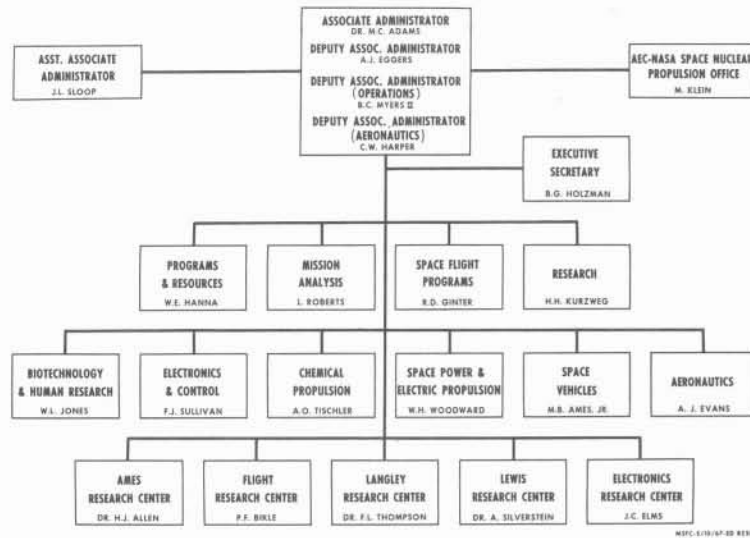 ASSOCIATE ADMINISTRATOR
DR. M.C. ADAMS
DEPUTY ASSOC. ADMINISTRATOR
A.J. EGGERS
DEPUTY ASSOC. ADMINISTRATOR
(OPERATIONS)
B.C. MYERS II
DEPUTY ASSOC. ADMINISTRATOR
(AERONAUTICS)
C.W. HARPER
ASST. ASSOCIATE
ADMINISTRATOR
J.L. SLOOP
AEC-NASA SPACE NUCLEAR
PROPULSION OFFICE
M. KLEIN
EXECUTIVE
SECRETARY
B.G. HOLZMAN
PROGRAMS
& RESOURCES
W.E. HANNA
MISSION
ANALYSIS
L. ROBERTS
SPACE FLIGHT
PROGRAMS
R.D. GINTER
RESEARCH
H.H. KURZWEG
BIOTECHNOLOGY
& HUMAN RESEARCH
W.L. JONES
ELECTRONICS
& CONTROL
F.J. SULLIVAN
CHEMICAL
PROPULSION
A.O. TISCHLER
SPACE POWER &
ELECTRIC PROPULSION
W.H. WOODWARD
SPACE
VEHICLES
M.B. AMES, JR
AERONAUTICS
A. J. EVANS
AMES
RESEARCH CENTER
DR. H.J. ALLEN
FLIGHT
RESEARCH CENTER
P.F. BIKLE
LANGLEY
RESEARCH CENTER
DR. F.L. THOMPSON
LEWIS
RESEARCH CENTER
DR. A. SILVERSTEIN
ELECTRONICS
RESEARCH CENTER
J.C. ELMS